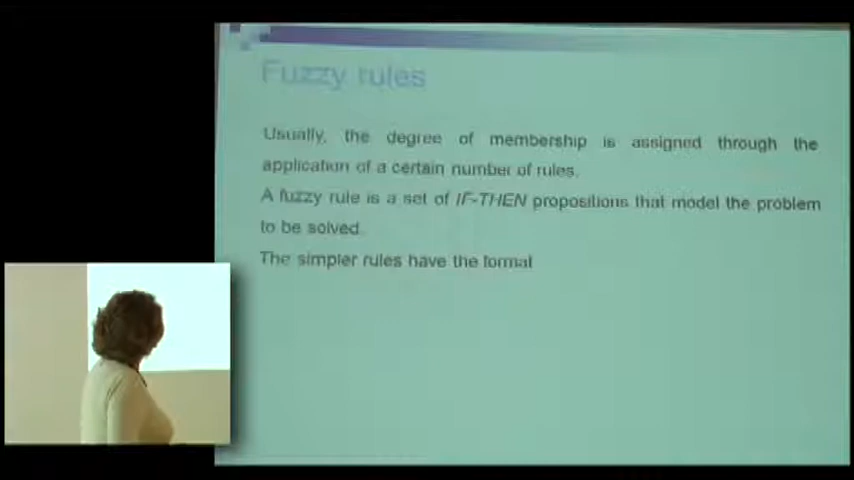 Fuzzy rules
Usually, the degree of membership is assigned through the
application of a certain number of rules.
A fuzzy rule is a set of IF-THEN propositions that model the problem
to be solved.
The simpler rules have the format